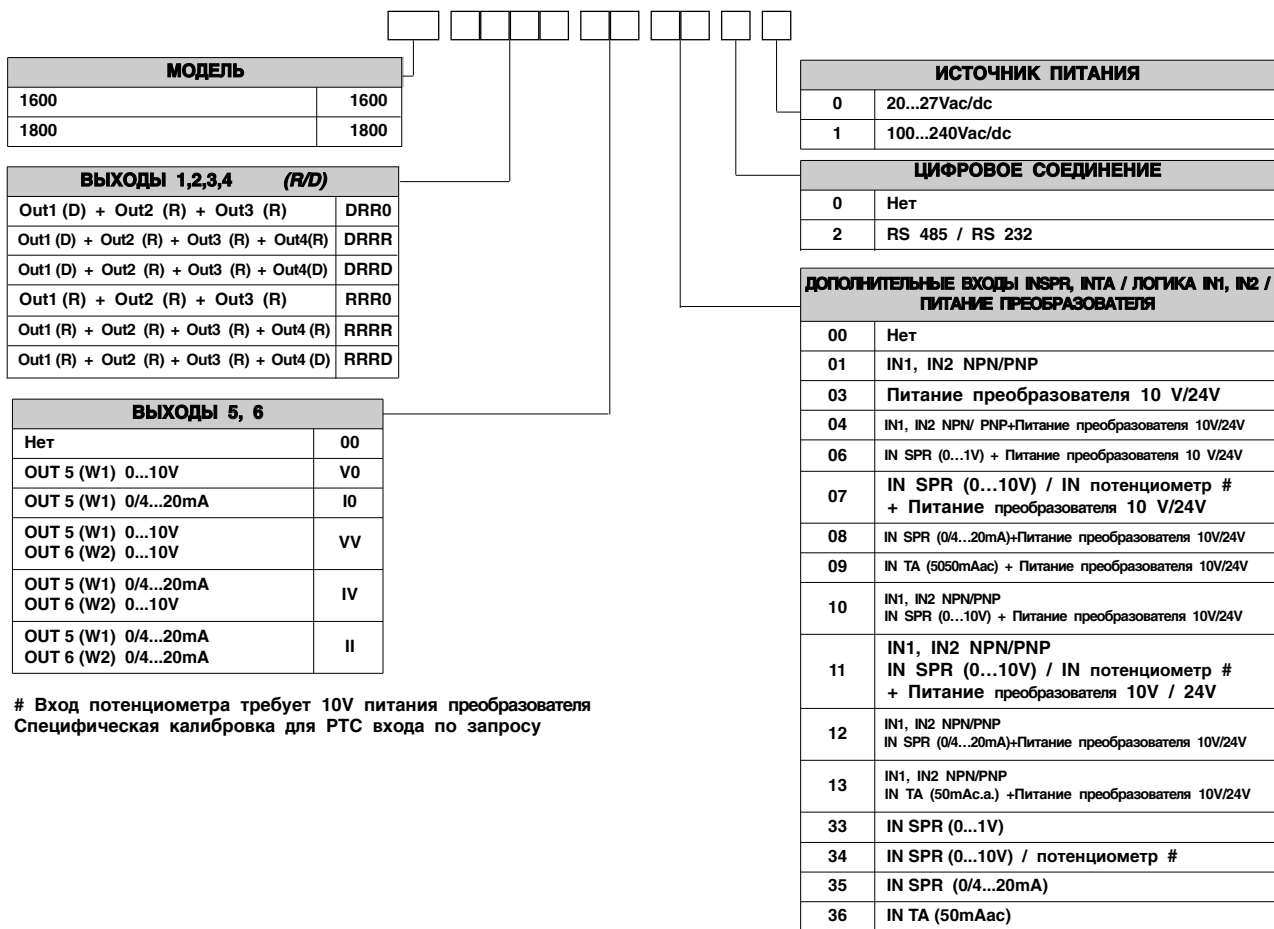 МОДЕЛЬ
1600 1600
1800 1800
ВЫХОДЫ 1,2,3,4 (R/D)
Out1 (D) + Out2 (R) + Out3 (R) DRR0
Out1 (D) + Out2 (R) + Out3 (R) + Out4(R) DRRR
Out1 (D) + Out2 (R) + Out3 (R) + Out4(D) DRRD
Out1 (R) + Out2 (R) + Out3 (R) RRR0
Out1 (R) + Out2 (R) + Out3 (R) + Out4 (R) RRRR
Out1 (R) + Out2 (R) + Out3 (R) + Out4 (D) RRRD
ВЫХОДЫ 5, 6
Нет 00
OUT 5 (W1) 0...10V V0
OUT 5 (W1) 0/4...20mA I0
OUT 5 (W1) 0...10V
OUT 6 (W2) 0...10V
VV
OUT 5 (W1) 0/4...20mA
OUT 6 (W2) 0...10V
IV
OUT 5 (W1) 0/4...20mA
OUT 6 (W2) 0/4...20mA
II
# Вход потенциометра требует 10V питания преобразователя
Специфическая калибровка для PTC входа по запросу
ИСТОЧНИК ПИТАНИЯ
0 20...27Vac/dc
1 100...240Vac/dc
ЦИФРОВОЕ СОЕДИНЕНИЕ
0 Нет
2 RS 485 / RS 232
ДОПОЛНИТЕЛЬНЫЕ ВХОДЫ INSPR, INTA / ЛОГИКА IN1, IN2 /
ПИТАНИЕ ПРЕОБРАЗОВАТЕЛЯ
00 Нет
01 IN1, IN2 NPN/PNP
03 Питание преобразователя 10 V/24V
04 IN1, IN2 NPN/ PNP+Питание преобразователя 10V/24V
06 IN SPR (0…1V) + Питание преобразователя 10 V/24V
07 IN SPR (0…10V) / IN потенциометр #
+ Питание преобразователя 10 V/24V
08 IN SPR (0/4…20mA)+Питание преобразователя 10V/24V
09 IN TA (5050mAac) + Питание преобразователя 10V/24V
10 IN1, IN2 NPN/PNP
IN SPR (0…10V) + Питание преобразователя 10V/24V
11 IN1, IN2 NPN/PNP
IN SPR (0…10V) / IN потенциометр #
+ Питание преобразователя 10V / 24V
12 IN1, IN2 NPN/PNP
IN SPR (0/4…20mA)+Питание преобразователя 10V/24V
13 IN1, IN2 NPN/PNP
IN TA (50mAc.a.) +Питание преобразователя 10V/24V
33 IN SPR (0...1V)
34 IN SPR (0...10V) / потенциометр #
35 IN SPR (0/4...20mA)
36 IN TA (50mAac)